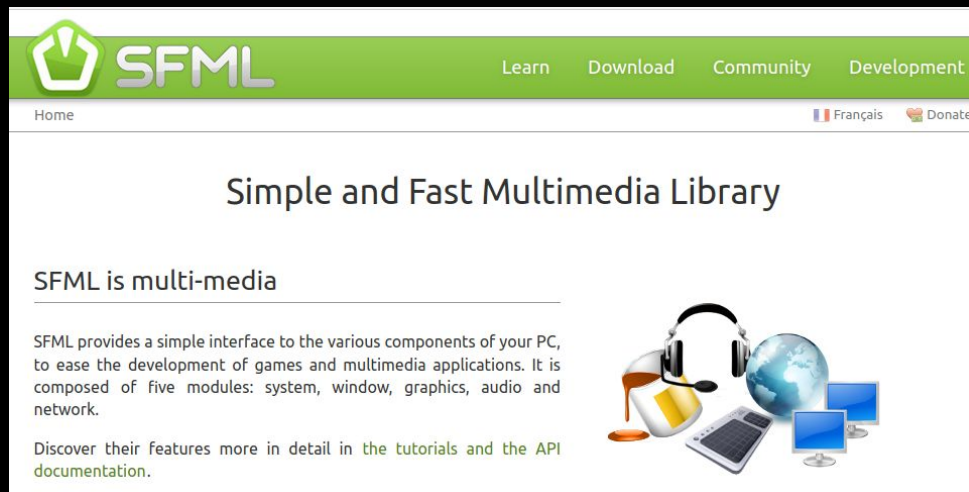 SFML
Learn Download Community Development
Home
Français Donate
Simple and Fast Multimedia Library
SFML is multi-media
SFML provides a simple interface to the various components of your PC,
to ease the development of games and multimedia applications. It is
composed of five modules: system, window, graphics, audio and
network.
Discover their features more in detail in the tutorials and the API
documentation.